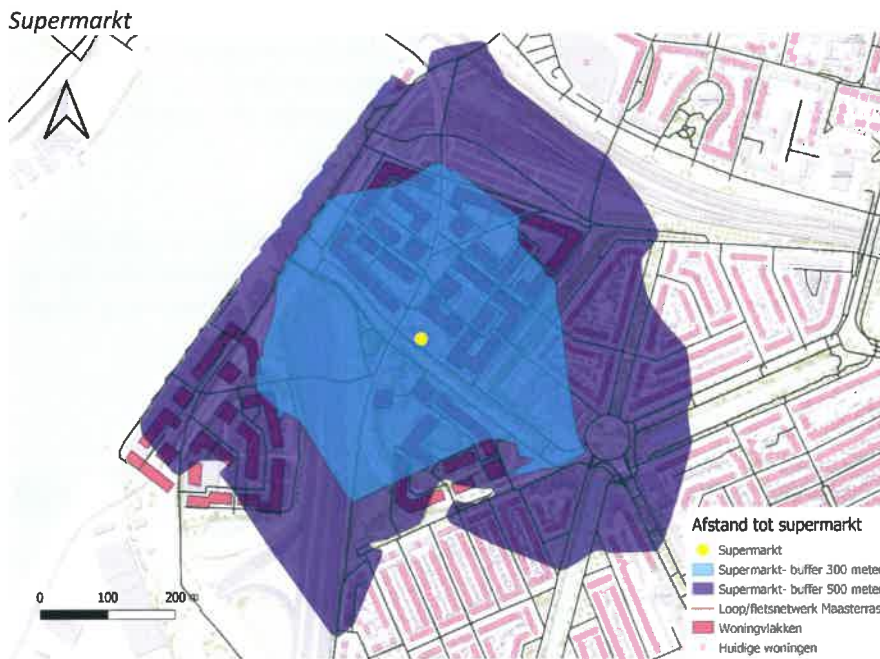 Supermarkt
Afstand tot supermarkt
Supermarkt
Supermarkt- buffer 300 meter
Supermarkt- buffer 500 meter
Loop/fietsnetwerk Maasterras
Woningvlakken
Huidige woningen
0 100 200 m